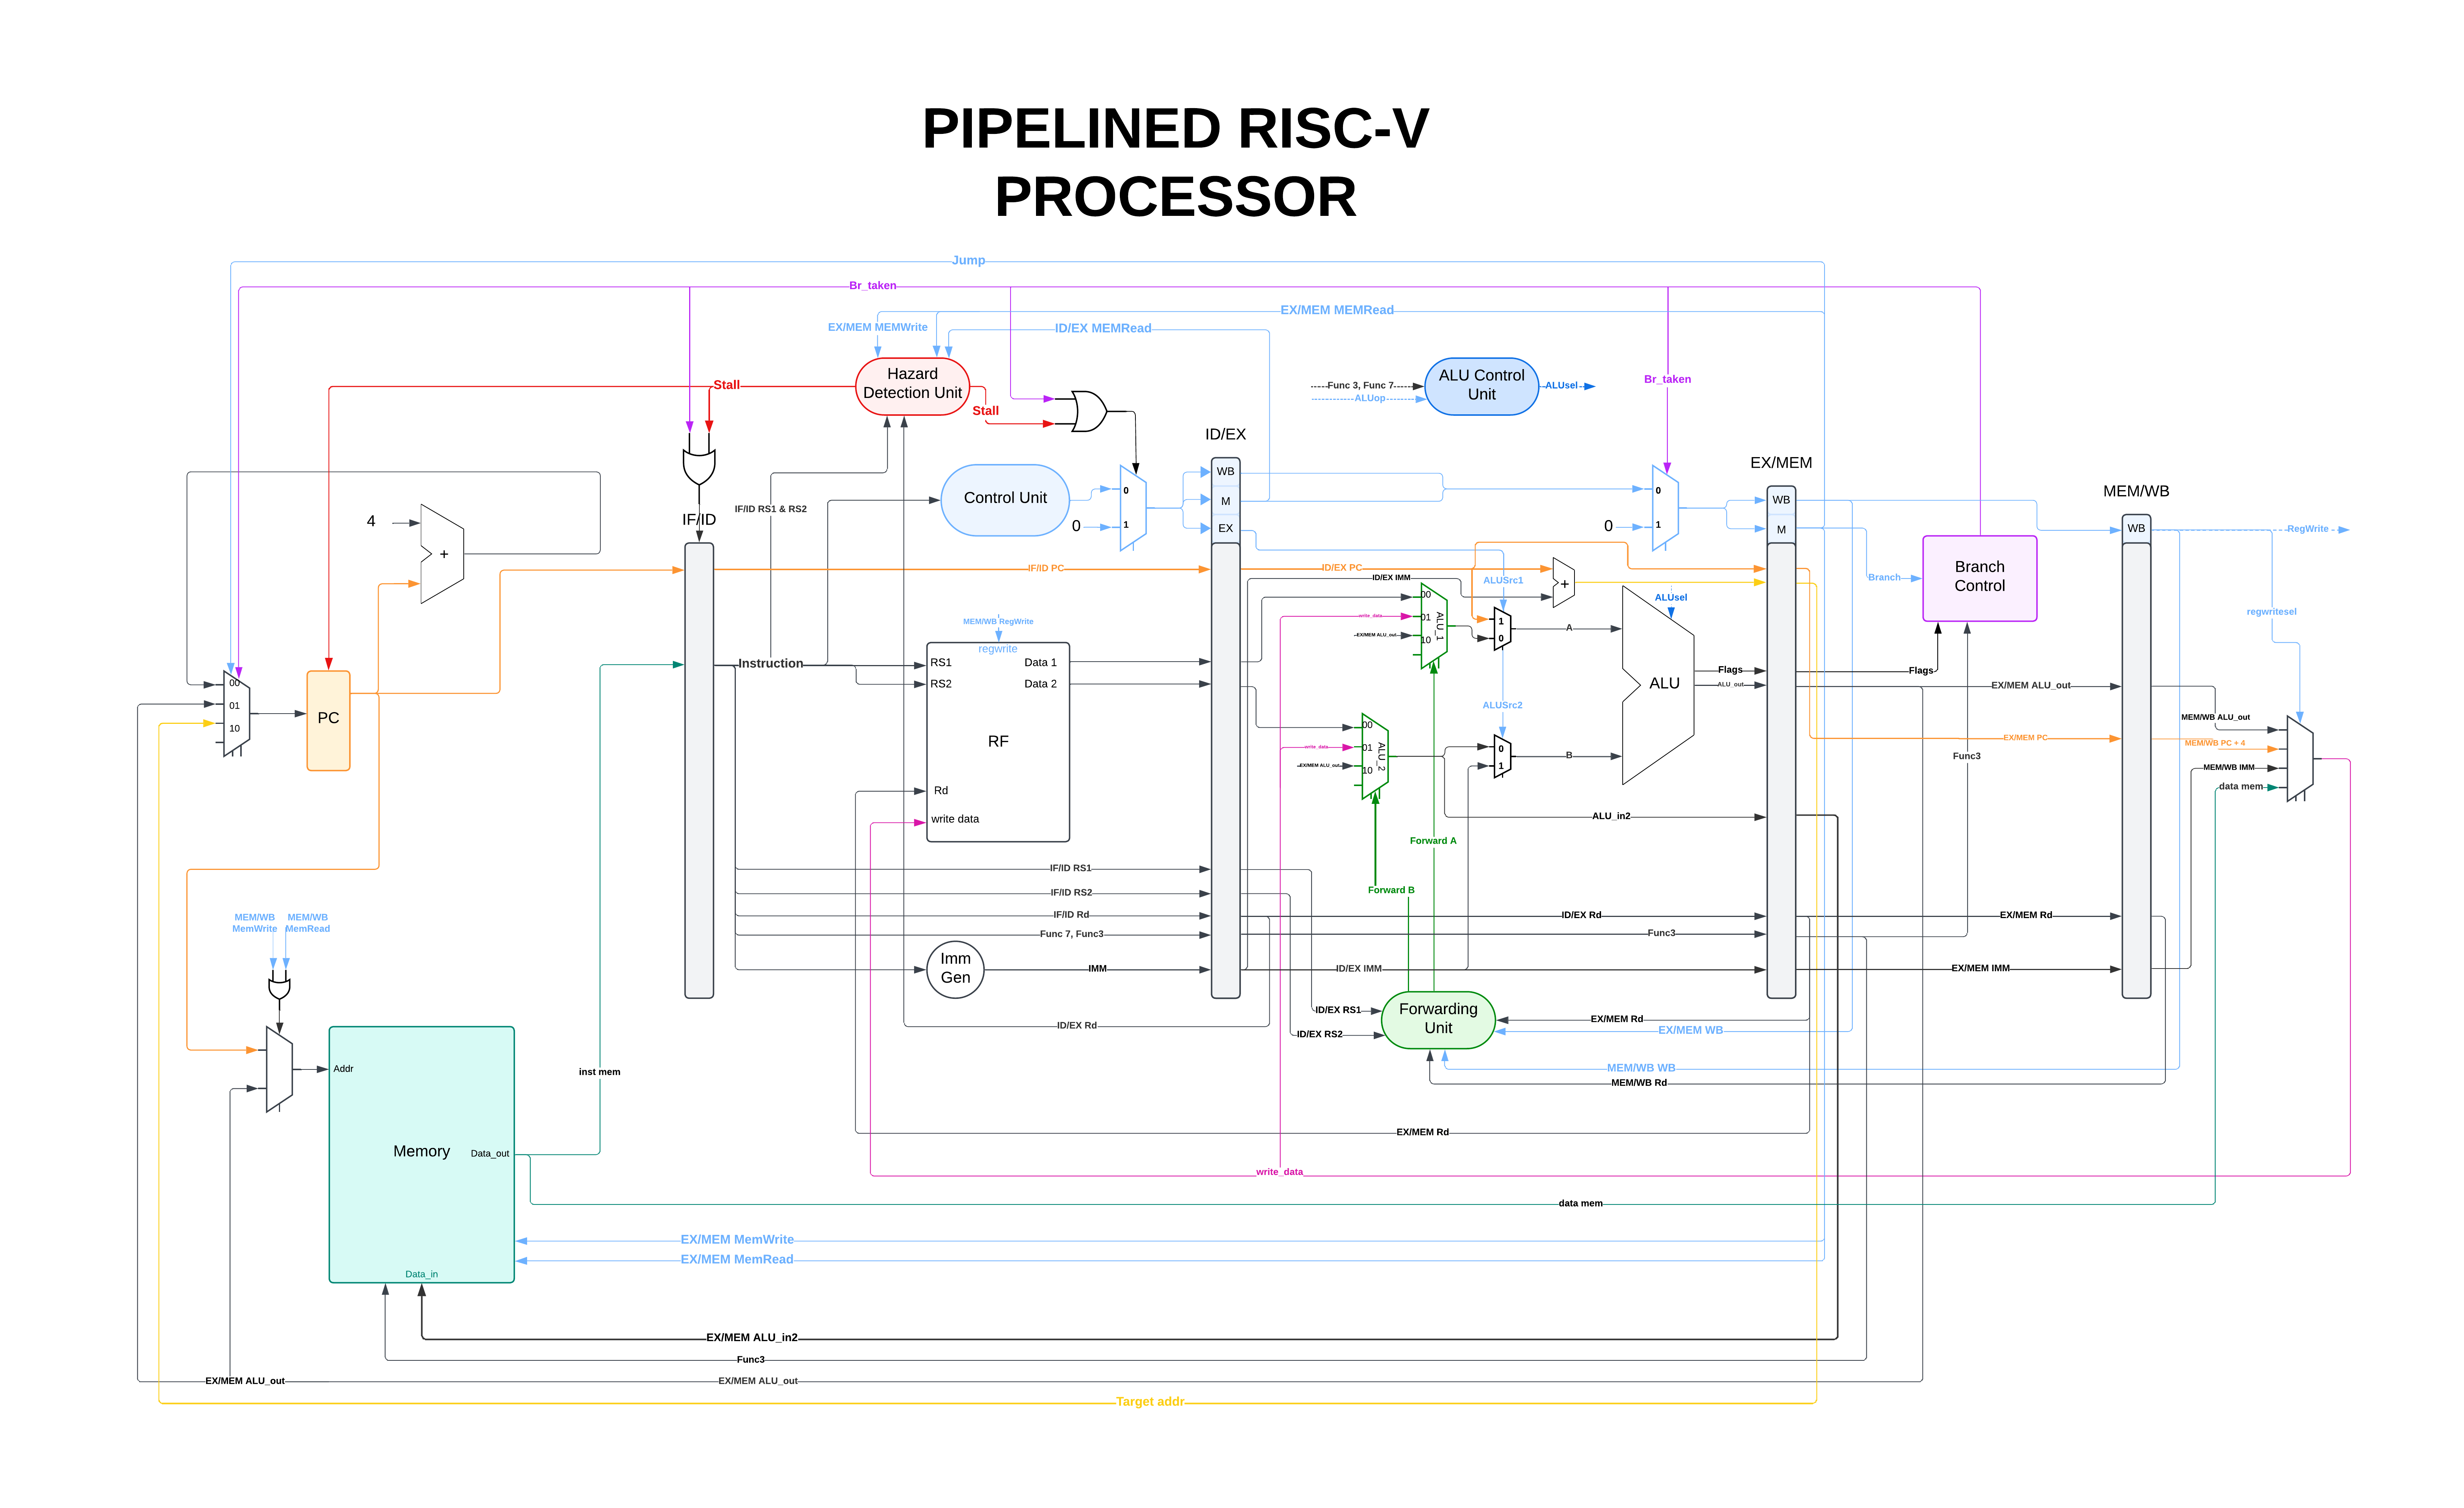 PIPELINED RISC-V
PROCESSOR
Jump
Br_taken
EX/MEM MEMRead
EX/MEM MEMWrite
ID/EX MEMRead
Hazard
Detection Unit
Stall
Stall
Func 3, Func 7
ALUop
ALU Control
Unit
ALUsel
Br_taken
ID/EX
EX/MEM
MEM/WB
WB
M
EX
Control Unit
0
1
0
0
1
0
WB
M
WB
RegWrite
IF/ID
IF/ID RS1 & RS2
4
+
Branch
Control
Branch
IF/ID PC
ID/EX PC
ID/EX IMM
ALUSrc1
+
ALUsel
regwritesel
MEM/WB RegWrite
regwrite
00
01
10
ALU_1
write_data
EX/MEM ALU_out
1
0
A
Instruction
RS1
RS2
Data 1
Data 2
RF
Rd
write data
Flags
ALU_out
ALU
Flags
EX/MEM ALU_out
00
01
10
PC
ALUSrc2
00
01
10
ALU_2
write_data
EX/MEM ALU_out
0
1
B
MEM/WB ALU_out
EX/MEM PC
MEM/WB PC + 4
MEM/WB IMM
data mem
Func3
ALU_in2
Forward A
Forward B
IF/ID RS1
IF/ID RS2
IF/ID Rd
Func 7, Func3
ID/EX Rd
Func3
EX/MEM Rd
MEM/WB
MemWrite
MEM/WB
MemRead
Imm
Gen
IMM
ID/EX IMM
EX/MEM IMM
Forwarding
Unit
ID/EX RS1
ID/EX RS2
ID/EX Rd
EX/MEM Rd
EX/MEM WB
MEM/WB WB
MEM/WB Rd
Addr
inst mem
Memory
Data_out
Data_in
EX/MEM Rd
write_data
data mem
EX/MEM MemWrite
EX/MEM MemRead
EX/MEM ALU_in2
Func3
EX/MEM ALU_out
EX/MEM ALU_out
Target addr